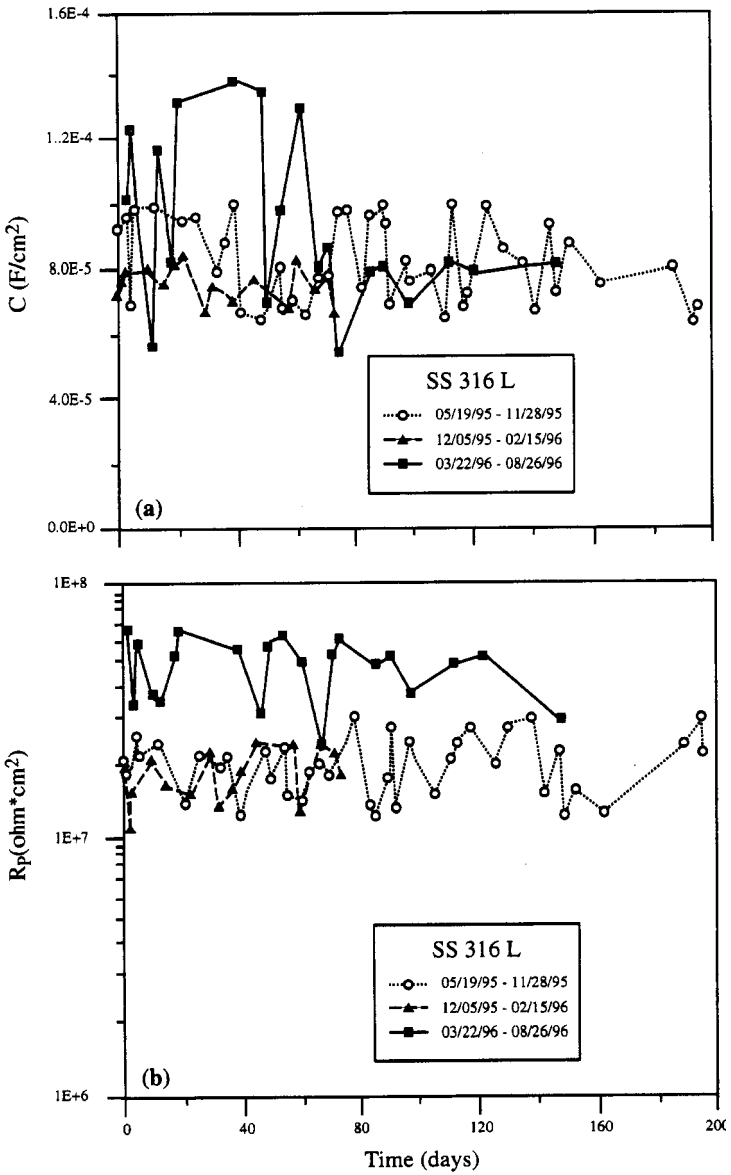 1.6E-4
1.2E-4
8.0E-5
4.0E-5
0.0E+0
C (F/cm2)
SS 316 L
05/19/95 - 11/28/95
12/05/95 - 02/15/96
03/22/96 - 08/26/96
(a)
1E+8
1E+7
1E+6
Rp(ohm*cm2)
SS 316 L
05/19/95 - 11/28/95
12/05/95 - 02/15/96
03/22/96 - 08/26/96
(b)
0 40 80 120 160 200
Time (days)